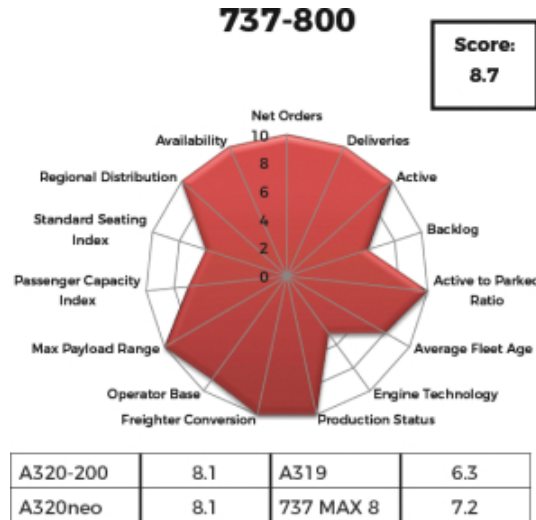 737-800
Score:
8.7
Net Orders
Availability
Deliveries
Regional Distribution
Active
Standard Seating
Index
Backlog
Passenger Capacity
Index
Active to Parked
Ratio
Max Payload Range
Average Fleet Age
Operator Base
Engine Technology
Freighter Conversion
Production Status
10
8
6
4
2
0
A320-200 8.1 A319 6.3
A320neo 8.1 737 MAX 8 7.2